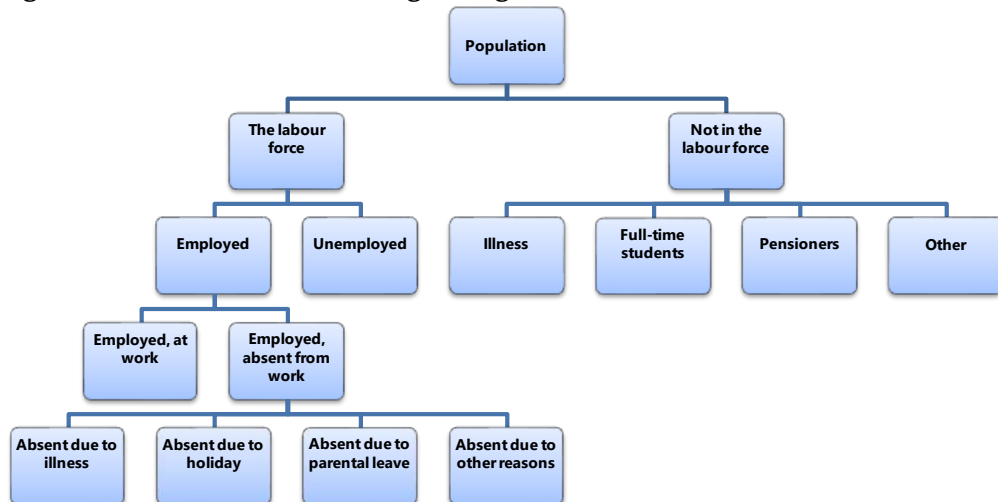 Population
The labour
force
Not in the
labour force
Employed
Unemployed
Illness
Full-time
students
Pensioners
Other
Employed, at
work
Employed,
absent from
work
Absent due to
illness
Absent due to
holiday
Absent due to
parental leave
Absent due to
other reasons